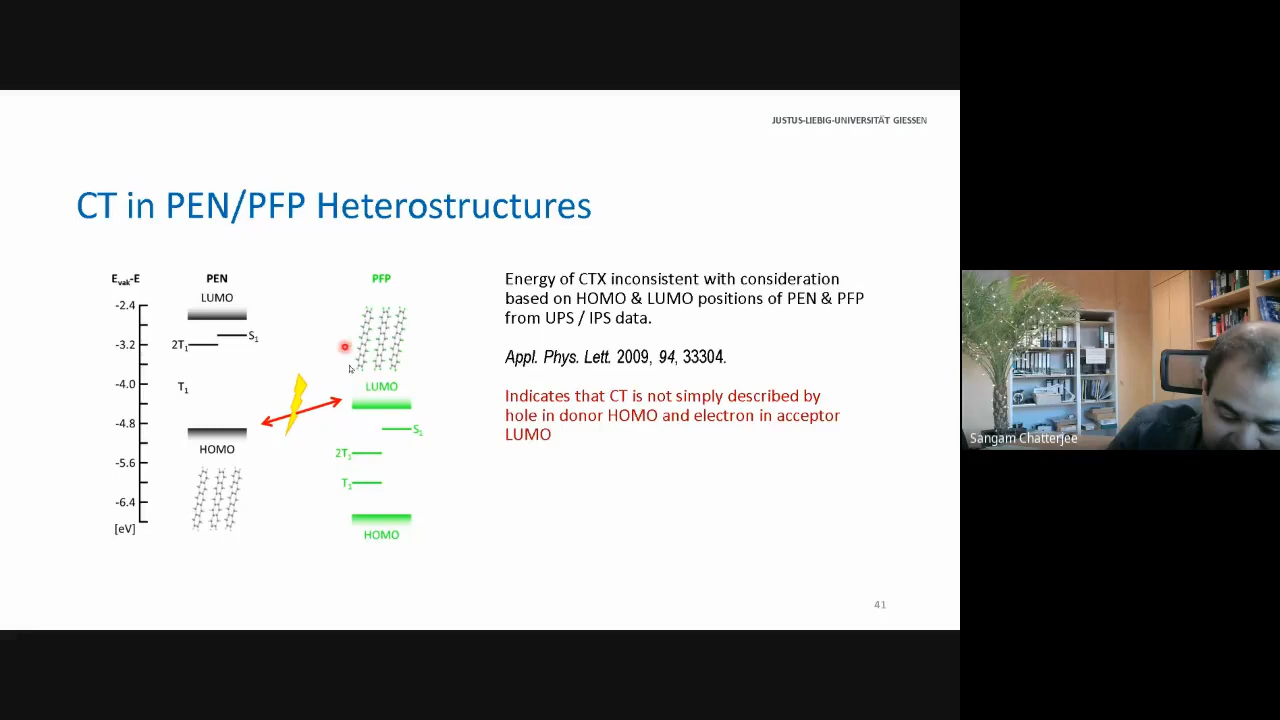 JUSTUS-LIEBIG-UNIVERSITÄT GIESSEN
CT in PEN/PFP Heterostructures
Evak-E
PEN
PFP
LUMO
-2.4
-3.2
-4.0
-4.8
-5.6
-6.4
[eV]
2T1
S1
T1
HOMO
LUMO
S1
2T1
T1
HOMO
Energy of CTX inconsistent with consideration
based on HOMO & LUMO positions of PEN & PFP
from UPS / IPS data.
Appl. Phys. Lett. 2009, 94, 33304.
Indicates that CT is not simply described by
hole in donor HOMO and electron in acceptor
LUMO
41
Sangam Chatterjee